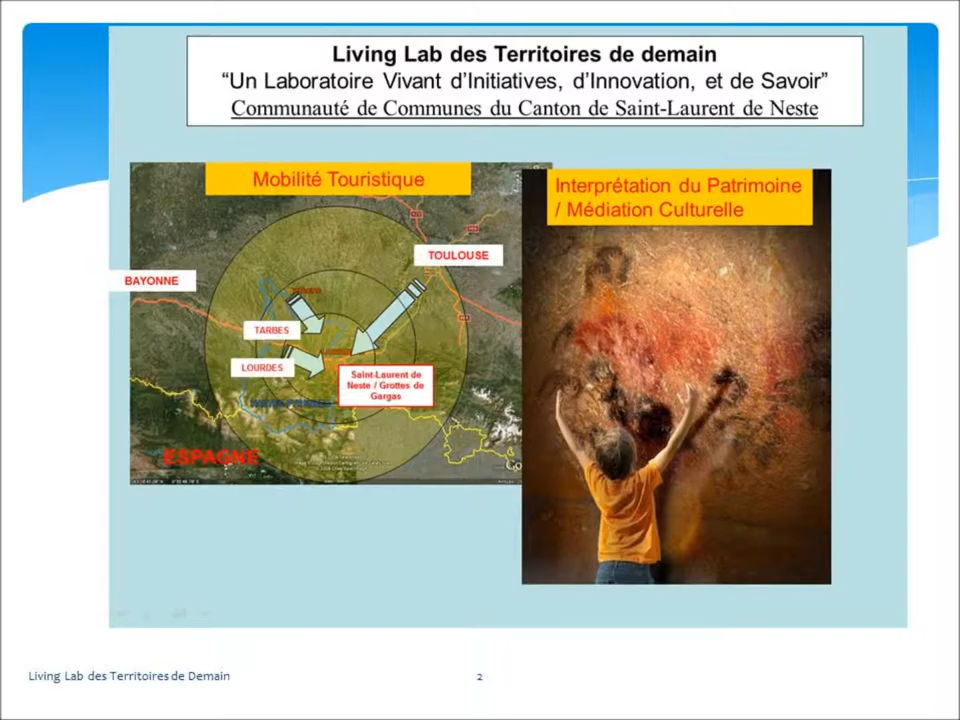 Living Lab des Territoires de demain
“Un Laboratoire Vivant d’Initiatives, d’Innovation, et de Savoir”
Communauté de Communes du Canton de Saint-Laurent de Neste
Mobilité Touristique
Interprétation du Patrimoine
/ Médiation Culturelle
TOULOUSE
BAYONNE
TARBES
LOURDES
Saint-Laurent de
Neste / Grottes de
Gargas
ESPAGNE
Living Lab des Territoires de Demain
2